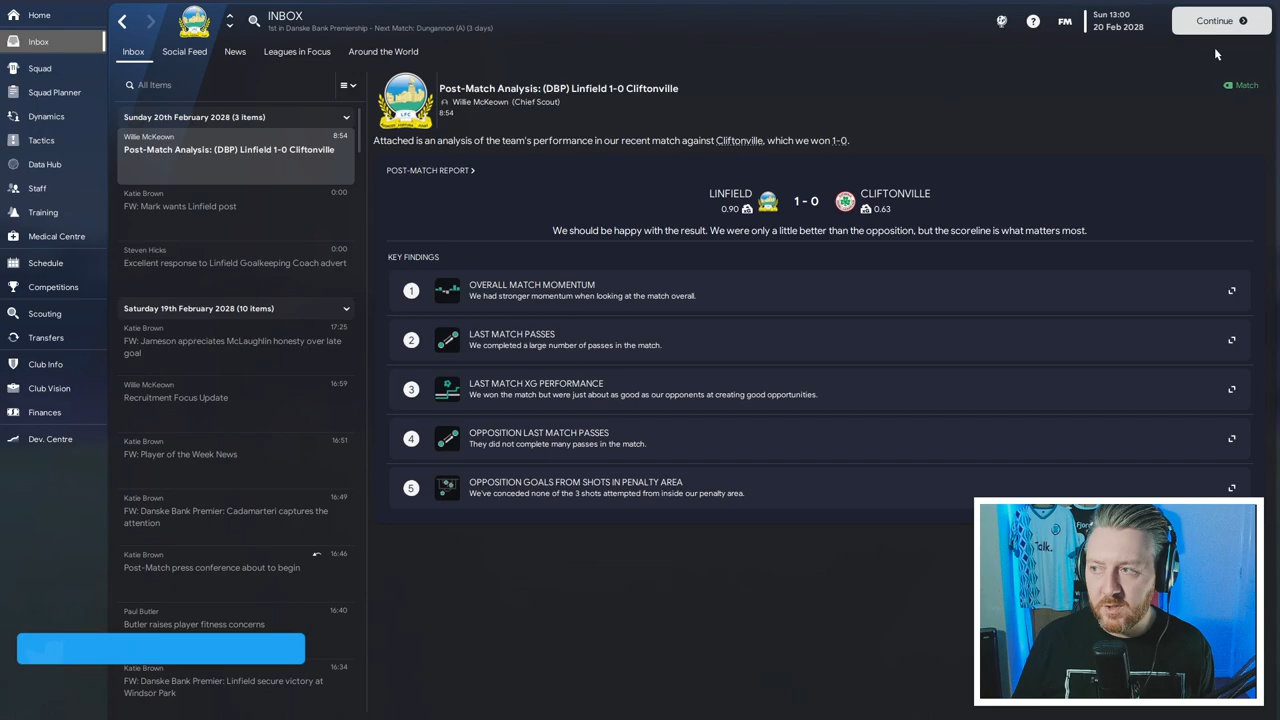 Home
Inbox
Squad
Squad Planner
Dynamics
Tactics
Data Hub
Staff
Training
Medical Centre
Schedule
Competitions
Scouting
Transfers
Club Info
Club Vision
Finances
Dev. Centre
INBOX
1st in Danske Bank Premiership - Next Match: Dungannon (A) (3 days)
?
FM
Sun 13:00
20 Feb 2028
Continue
Inbox
Social Feed
News
Leagues in Focus
Around the World
All Items
Sunday 20th February 2028 (3 items)
Willie McKeown 8:54
Post-Match Analysis: (DBP) Linfield 1-0 Cliftonville
Katie Brown 0:00
FW: Mark wants Linfield post
Steven Hicks 0:00
Excellent response to Linfield Goalkeeping Coach advert
Saturday 19th February 2028 (10 items)
Katie Brown 17:25
FW: Jameson appreciates McLaughlin honesty over late
goal
Willie McKeown 16:59
Recruitment Focus Update
Katie Brown 16:51
FW: Player of the Week News
Katie Brown 16:49
FW: Danske Bank Premier: Cadamarteri captures the
attention
Katie Brown 16:46
Post-Match press conference about to begin
Paul Butler 16:40
Butler raises player fitness concerns
Katie Brown 16:34
FW: Danske Bank Premier: Linfield secure victory at
Windsor Park
Post-Match Analysis: (DBP) Linfield 1-0 Cliftonville
Willie McKeown (Chief Scout)
8:54
Match
Attached is an analysis of the team's performance in our recent match against Cliftonville, which we won 1-0.
POST-MATCH REPORT
LINFIELD 1 - 0 CLIFTONVILLE
0.90 0.63
We should be happy with the result. We were only a little better than the opposition, but the scoreline is what matters most.
KEY FINDINGS
1 OVERALL MATCH MOMENTUM
We had stronger momentum when looking at the match overall.
2 LAST MATCH PASSES
We completed a large number of passes in the match.
3 LAST MATCH XG PERFORMANCE
We won the match but were just about as good as our opponents at creating good opportunities.
4 OPPOSITION LAST MATCH PASSES
They did not complete many passes in the match.
5 OPPOSITION GOALS FROM SHOTS IN PENALTY AREA
We've conceded none of the 3 shots attempted from inside our penalty area.
Talk.